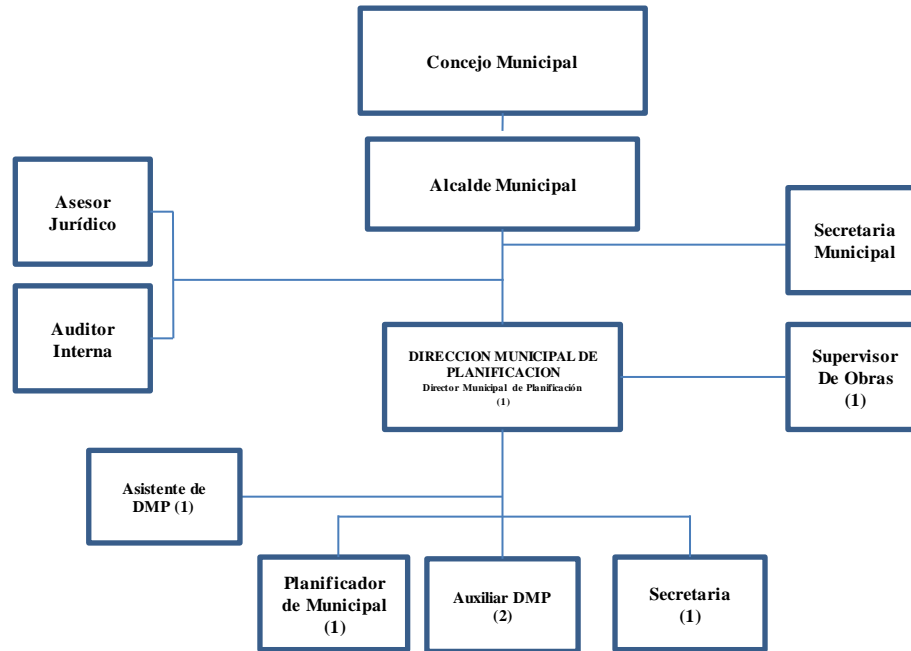 Concejo Municipal
Alcalde Municipal
Asesor
Jurídico
Secretaria
Municipal
Auditor
Interna
DIRECCION MUNICIPAL DE
PLANIFICACION
Director Municipal de Planificación
(1)
Supervisor
De Obras
(1)
Asistente de
DMP (1)
Planificador
de Municipal
(1)
Auxiliar DMP
(2)
Secretaria
(1)